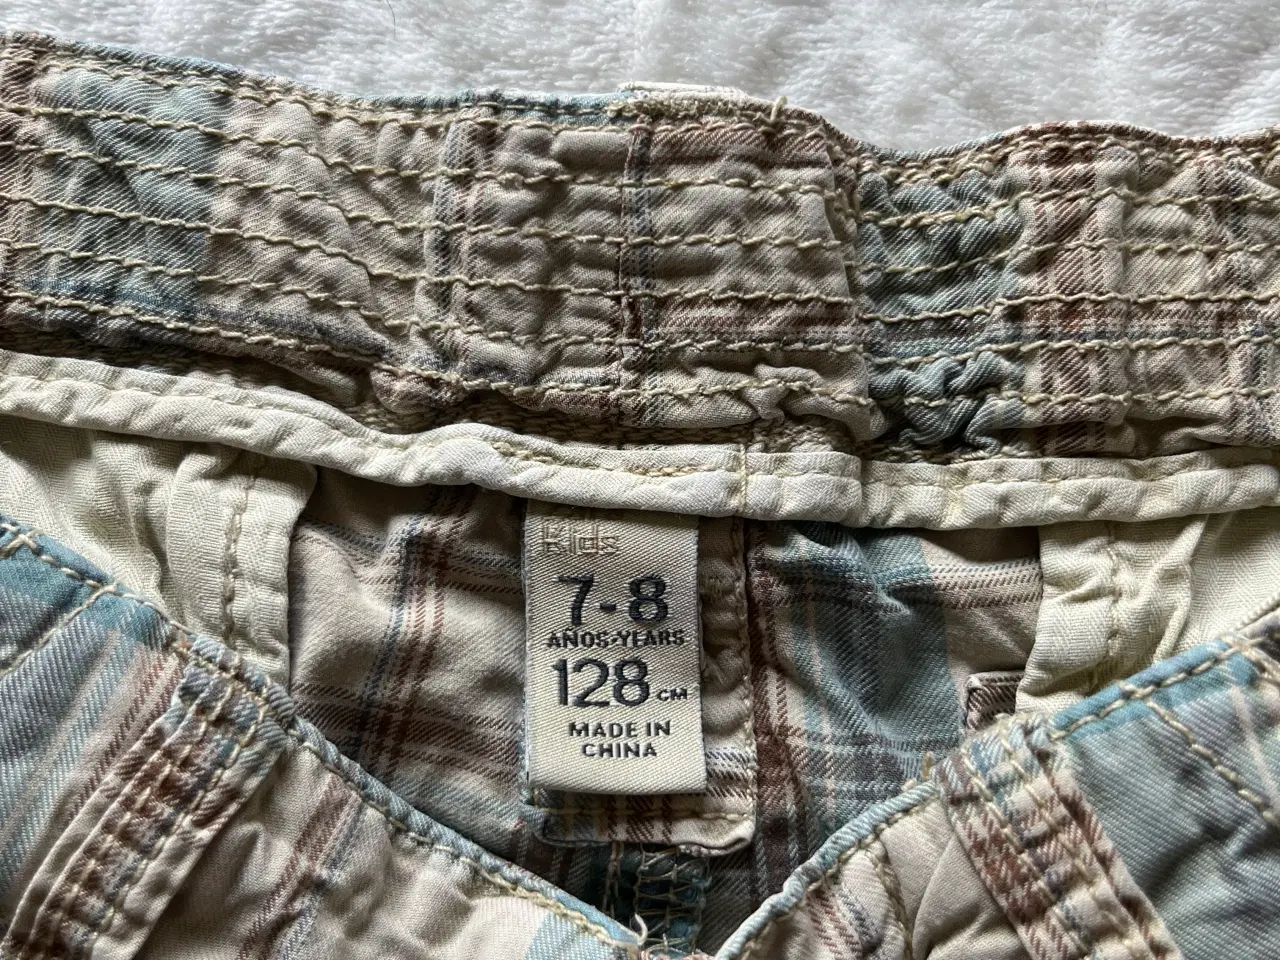 Kids
7-8
AÑOS-YEARS
128 CM
MADE IN
CHINA